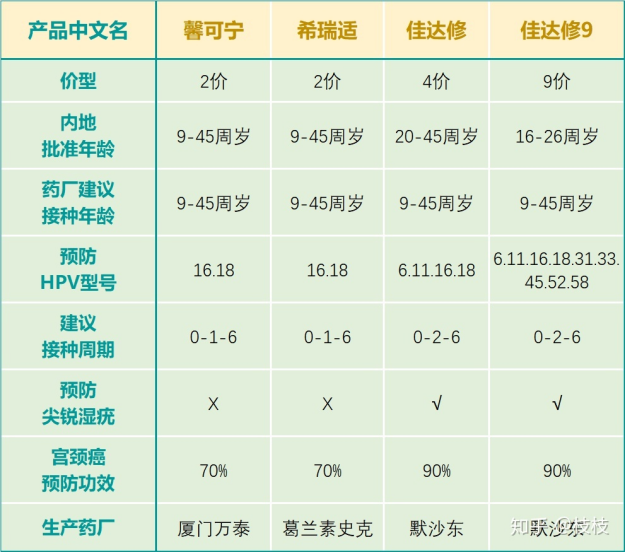 产品中文名 馨可宁 希瑞适 佳达修 佳达修9
价型 2价 2价 4价 9价
内地
批准年龄 9-45周岁 9-45周岁 20-45周岁 16-26周岁
药厂建议
接种年龄 9-45周岁 9-45周岁 9-45周岁 9-45周岁
预防
HPV型号 16.18 16.18 6.11.16.18 6.11.16.18.31.33.
45.52.58
建议
接种周期 0-1-6 0-1-6 0-2-6 0-2-6
预防
尖锐湿疣 X X √ √
宫颈癌
预防功效 70% 70% 90% 90%
生产药厂 厦门万泰 葛兰素史克 默沙东 默沙东
知乎 @枝枝